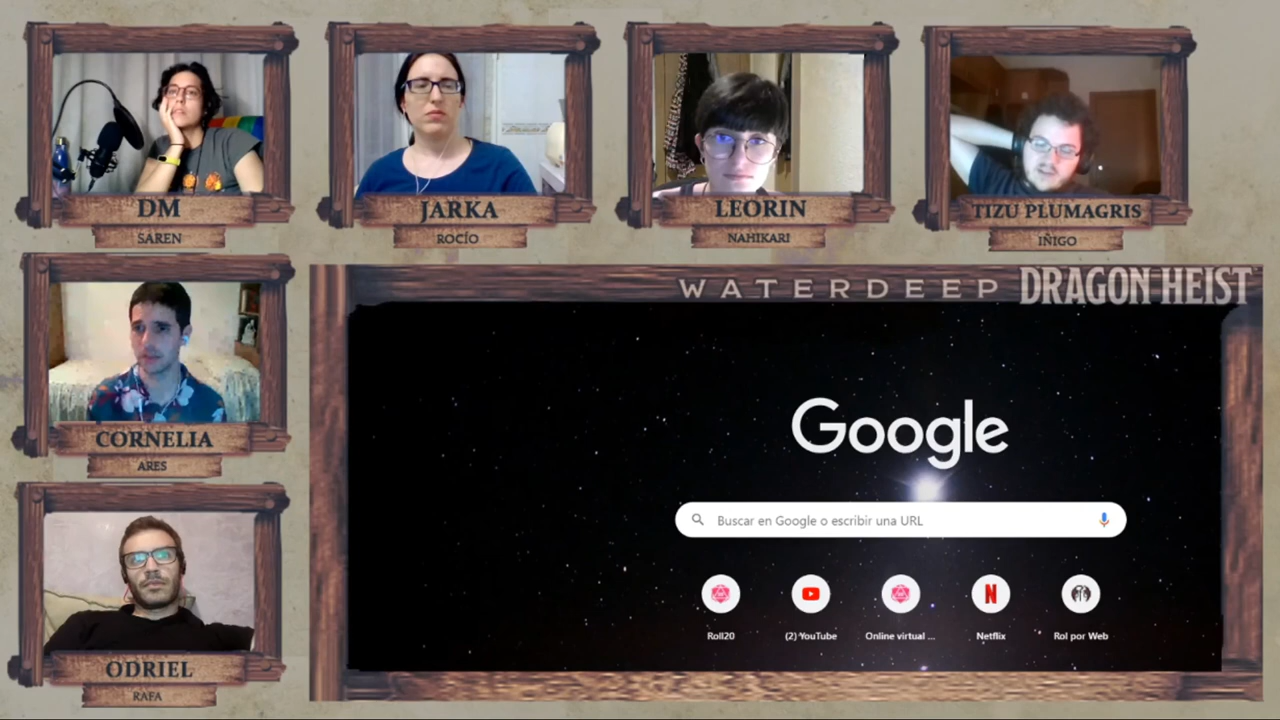 DM
SAREN
JARKA
ROCÍO
LEORIN
NAHIKARI
TIZU PLUMAGRIS
IÑIGO
CORNELIA
ARES
ODRIEL
RAFA
WATERDEEP DRAGON HEIST
Google
Buscar en Google o escribir una URL
Roll20
(2) YouTube
Online virtual ...
Netflix
Rol por Web